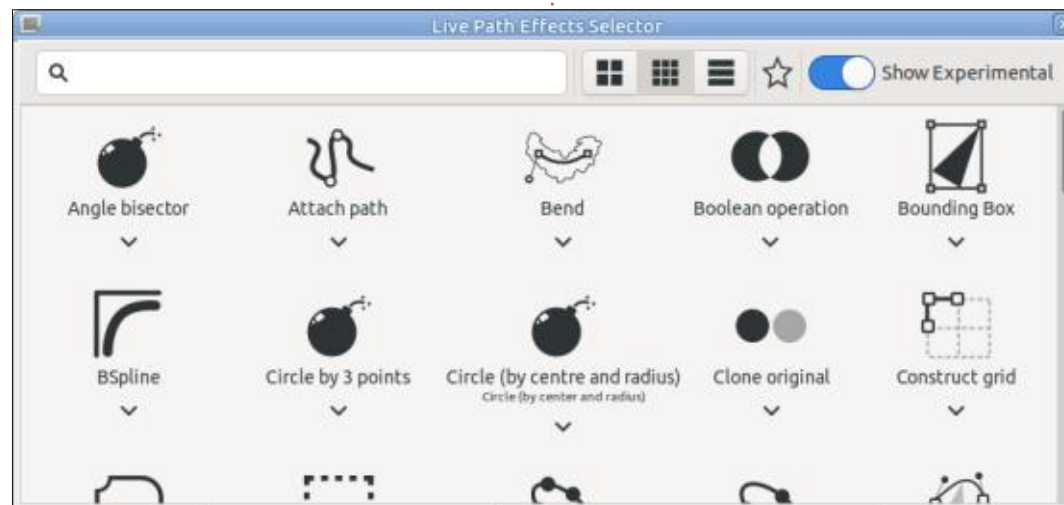 Live Path Effects Selector
Show Experimental
Angle bisector
Attach path
Bend
Boolean operation
Bounding Box
BSpline
Circle by 3 points
Circle (by centre and radius)
Circle (by center and radius)
Clone original
Construct grid